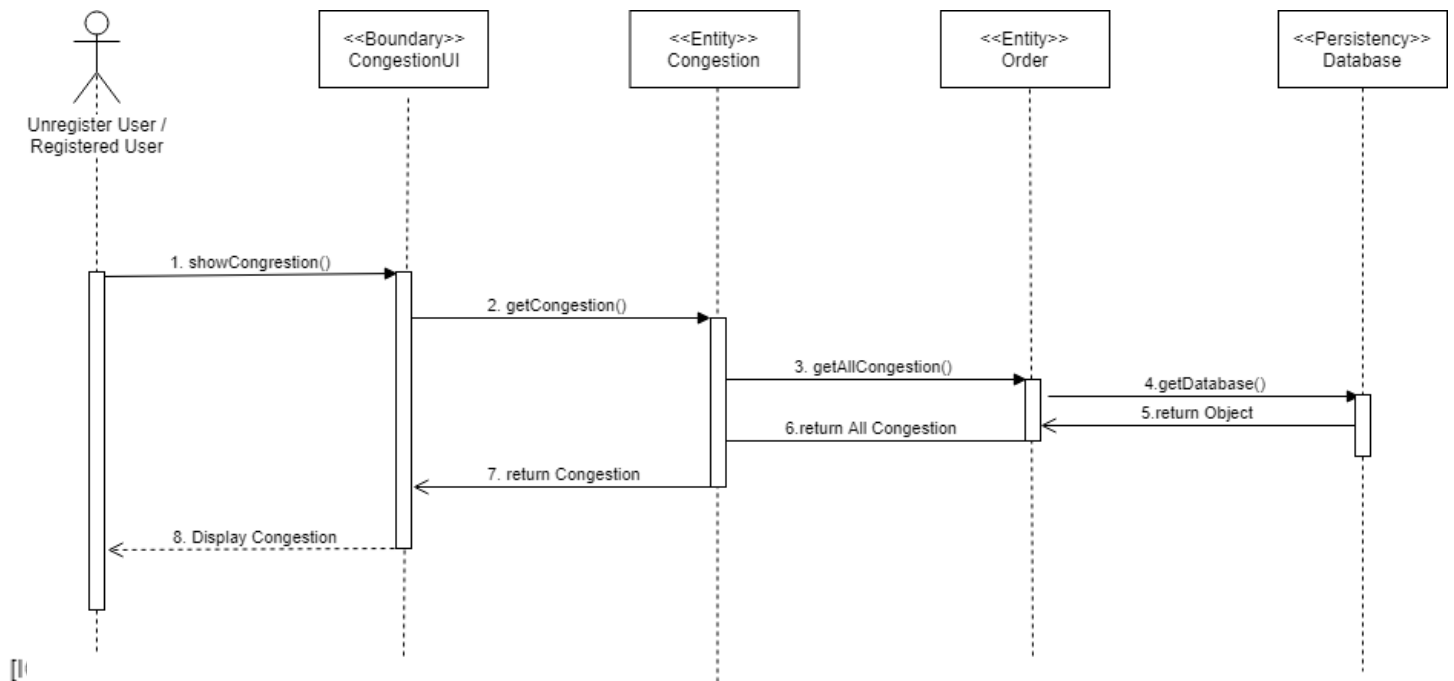 <<Boundary>>
CongestionUI
<<Entity>>
Congestion
<<Entity>>
Order
<<Persistency>>
Database
Unregister User /
Registered User
1. showCongrestion()
2. getCongestion()
3. getAllCongestion()
4.getDatabase()
5.return Object
6.return All Congestion
7. return Congestion
8. Display Congestion